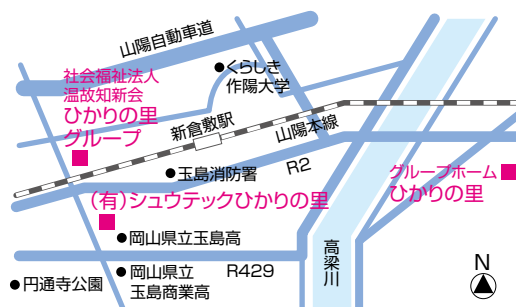 山陽自動車道
社会福祉法人
温故知新会
ひかりの里
グループ
くらしき
作陽大学
新倉敷駅
山陽本線
玉島消防署
R2
グループホーム
ひかりの里
（有）シュウテックひかりの里
岡山県立玉島高
高梁川
円通寺公園
岡山県立
玉島商業高
R429
N